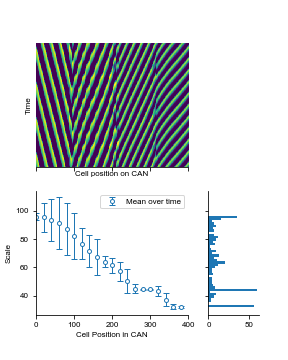 Time
Cell position on CAN
Mean over time
Scale
100
80
60
40
0 100 200 300 400
Cell Position in CAN
0 50